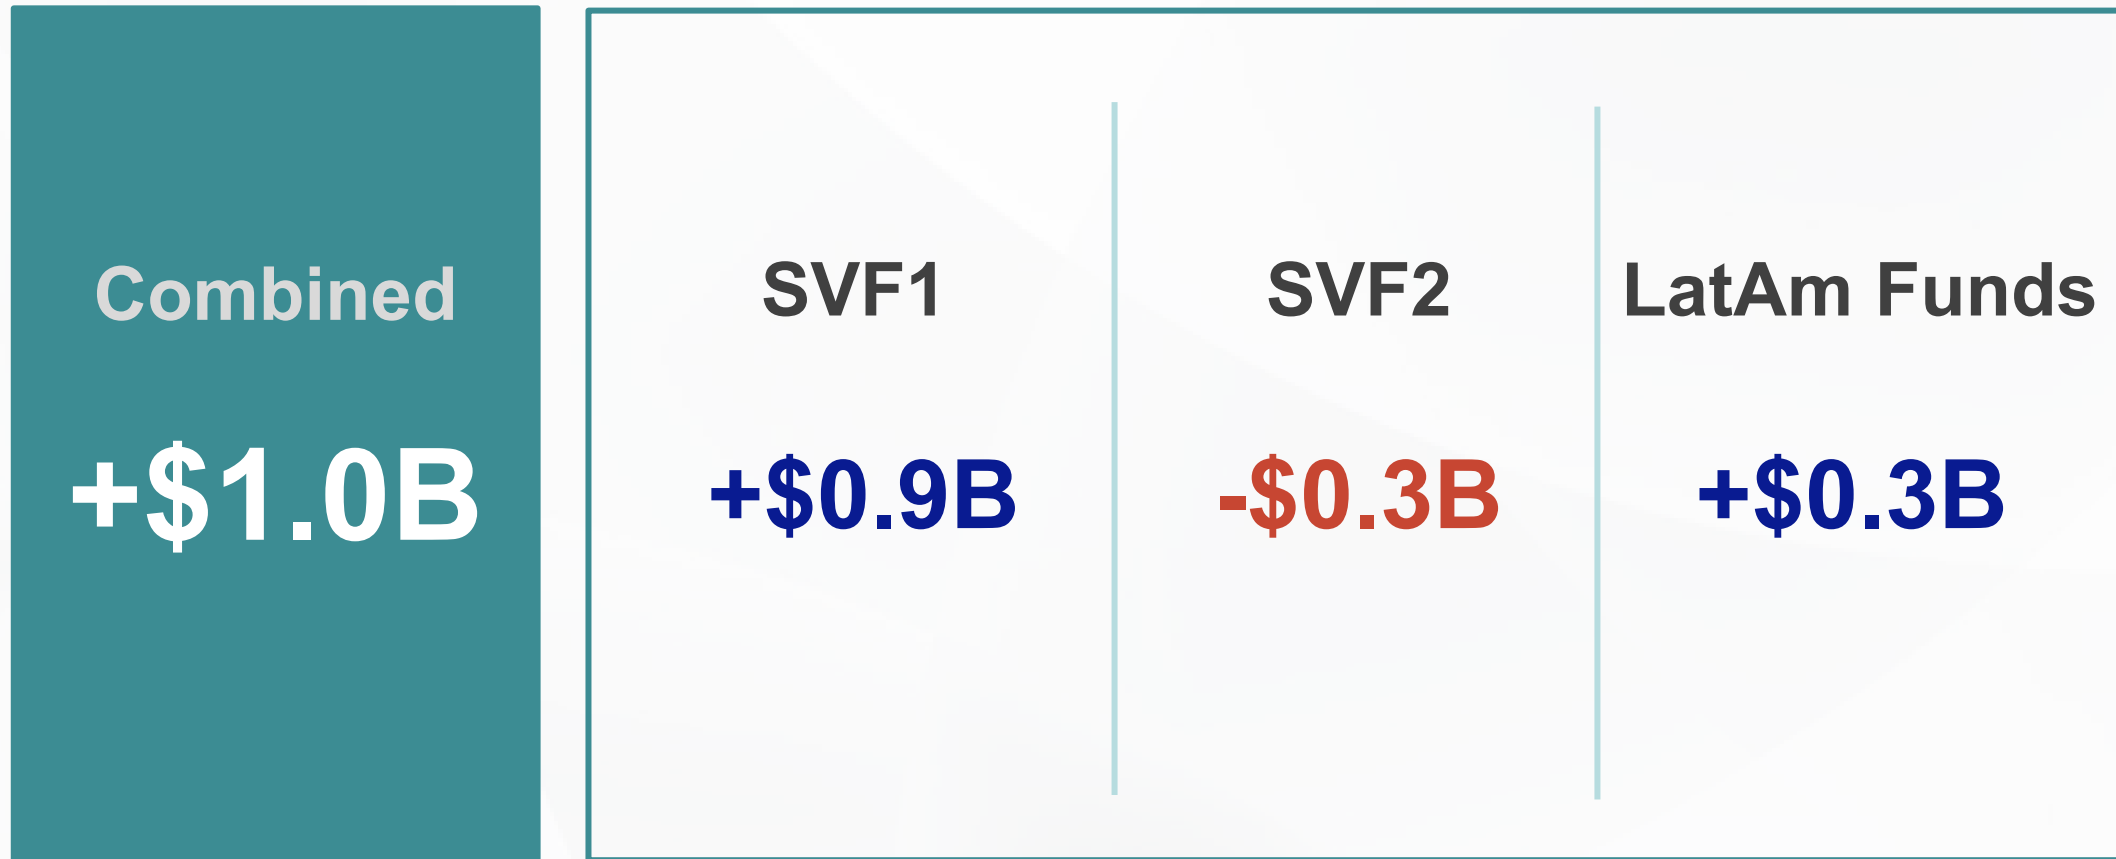 Combined
+$1.0B
SVF1
+$0.9B
SVF2
-$0.3B
LatAm Funds
+$0.3B